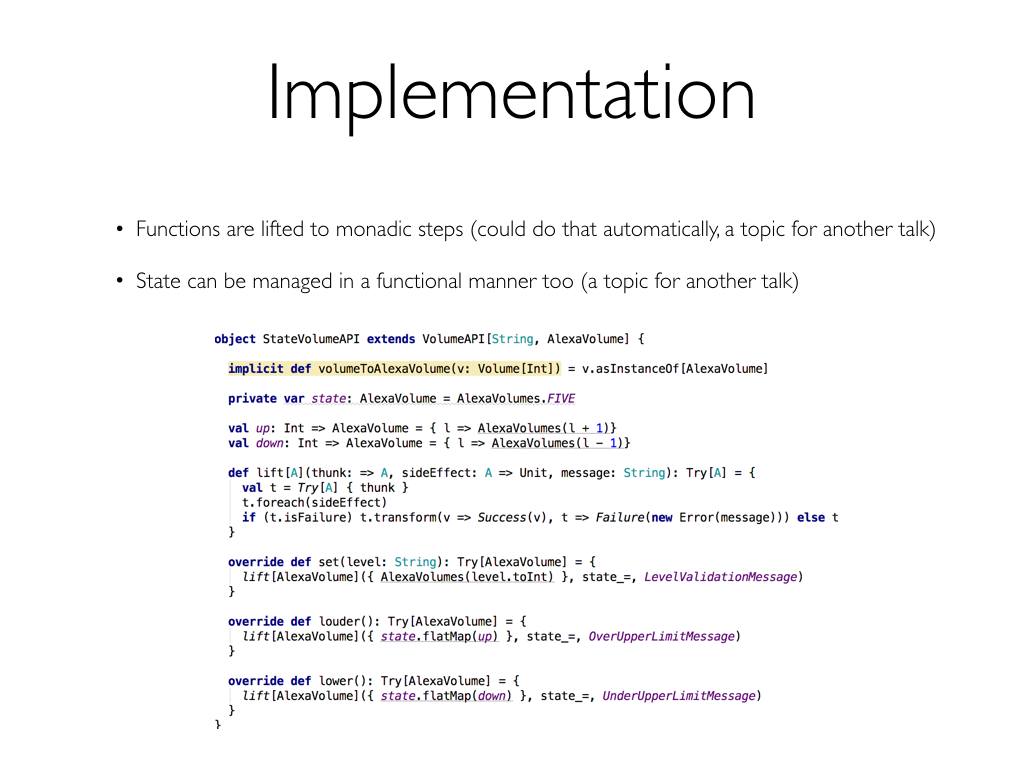 Implementation
• Functions are lifted to monadic steps (could do that automatically, a topic for another talk)
• State can be managed in a functional manner too (a topic for another talk)
object StateVolumeAPI extends VolumeAPI[String, AlexaVolume] {
implicit def volumeToAlexaVolume(v: Volume[Int]) = v.asInstanceOf[AlexaVolume]
private var state: AlexaVolume = AlexaVolumes.FIVE
val up: Int => AlexaVolume = { l => AlexaVolumes(l + 1)}
val down: Int => AlexaVolume = { l => AlexaVolumes(l - 1)}
def lift[A](thunk: => A, sideEffect: A => Unit, message: String): Try[A] = {
val t = Try[A] { thunk }
t.foreach(sideEffect)
if (t.isFailure) t.transform(v => Success(v), t => Failure(new Error(message))) else t
}
override def set(level: String): Try[AlexaVolume] = {
lift[AlexaVolume]({ AlexaVolumes(level.toInt) }, state_=, LevelValidationMessage)
}
override def louder(): Try[AlexaVolume] = {
lift[AlexaVolume]({ state.flatMap(up) }, state_=, OverUpperLimitMessage)
}
override def lower(): Try[AlexaVolume] = {
lift[AlexaVolume]({ state.flatMap(down) }, state_=, UnderUpperLimitMessage)
}
}